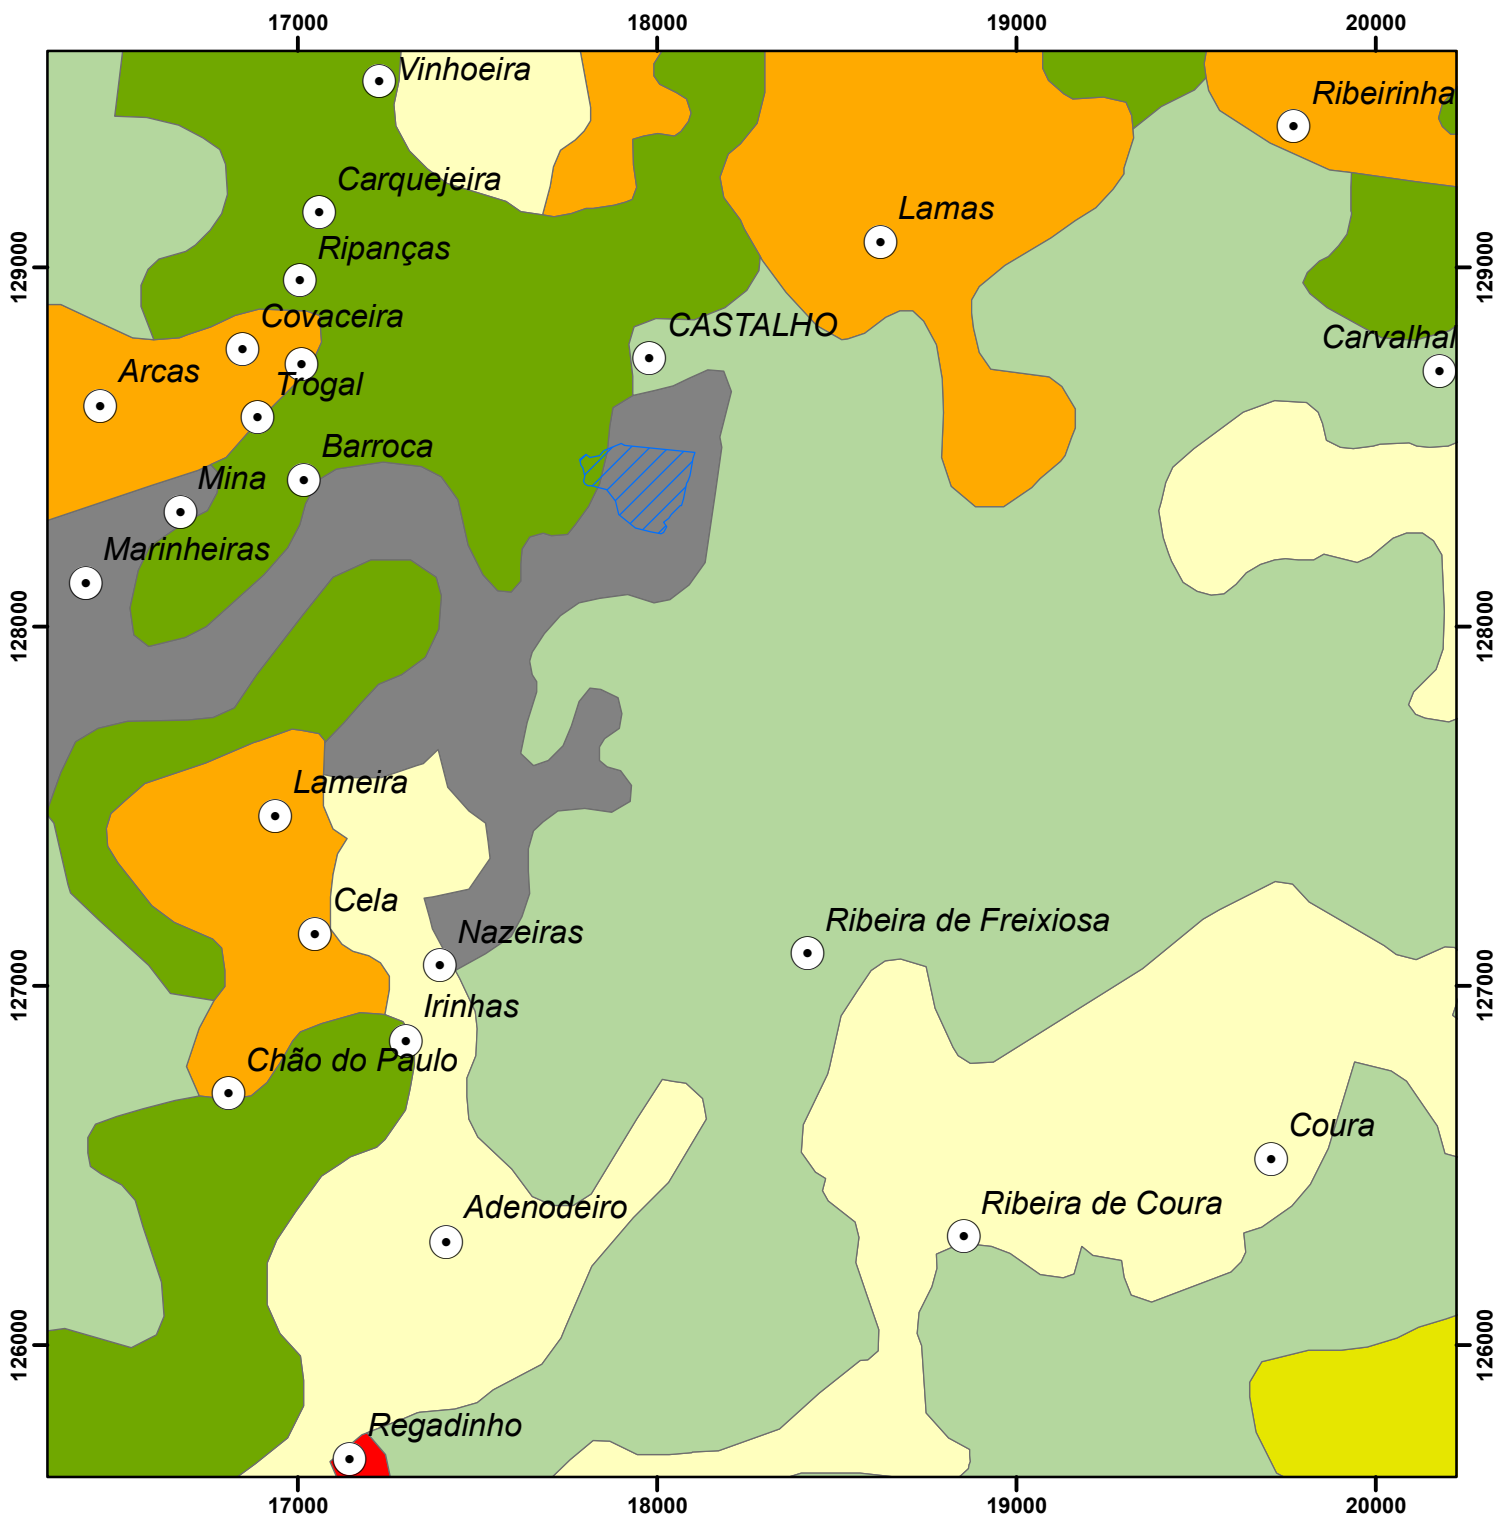 17000
18000
19000
20000
Vinhoeira
Ribeirinha
Carquejeira
Lamas
Ripanças
129000
129000
Covaceira
CASTALHO
Carvalhal
Arcas
Trogal
Barroca
Mina
Marinheiras
128000
128000
Lameira
Cela
Ribeira de Freixiosa
Nazeiras
127000
127000
Irinhas
Chão do Paulo
Coura
Adenodeiro
Ribeira de Coura
126000
126000
Regadinho
17000
18000
19000
20000